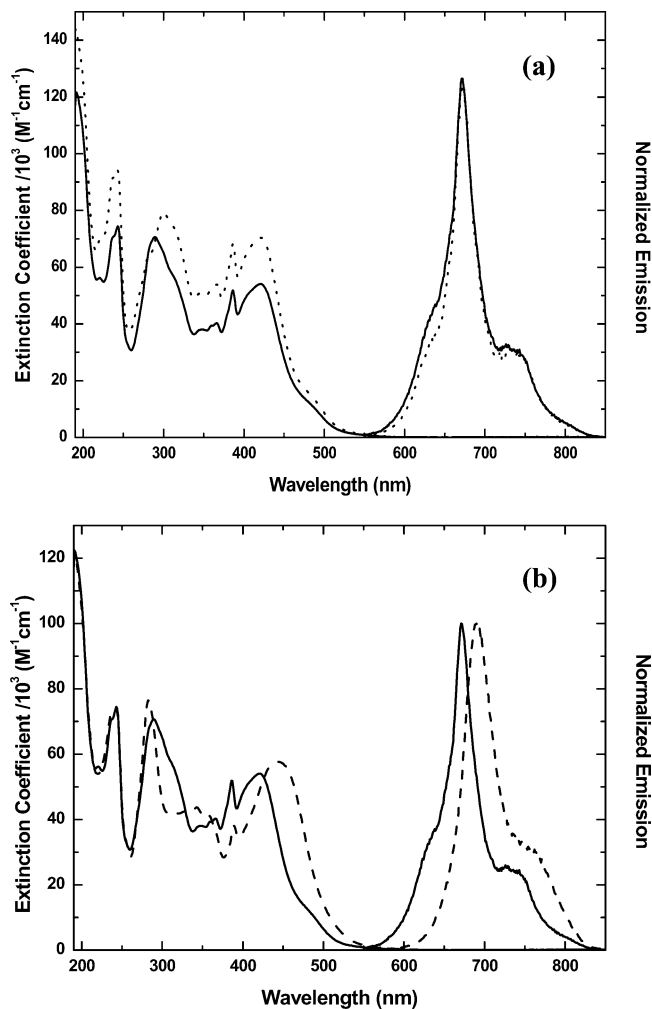 (a)
Extinction Coefficient /10³ (M⁻¹cm⁻¹)
140
120
100
80
60
40
20
0
200 300 400 500 600 700 800
Wavelength (nm)
Normalized Emission
(b)
Extinction Coefficient /10³ (M⁻¹cm⁻¹)
120
100
80
60
40
20
0
200 300 400 500 600 700 800
Wavelength (nm)
Normalized Emission